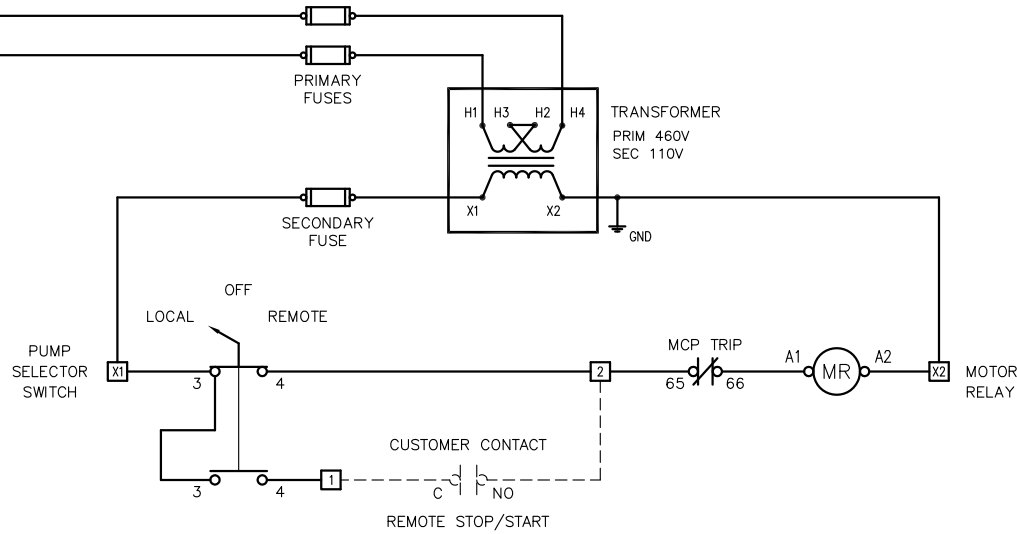 PRIMARY
FUSES
H1 H3 H2 H4
TRANSFORMER
PRIM 460V
SEC 110V
X1 X2
SECONDARY
FUSE
GND
OFF
LOCAL REMOTE
PUMP
SELECTOR
SWITCH
X1
3 4
2
MCP TRIP
65 66
A1 MR A2
X2
MOTOR
RELAY
CUSTOMER CONTACT
3 4
1
C NO
REMOTE STOP/START